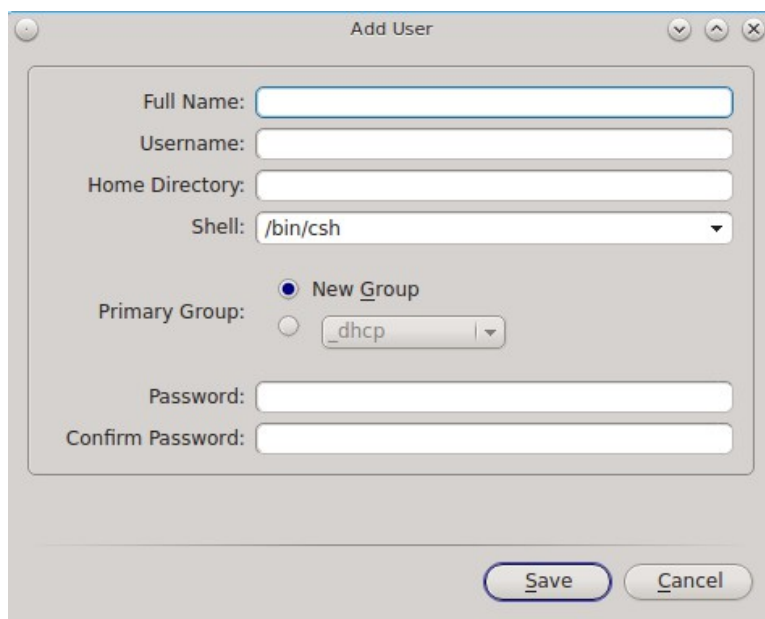 Add User
Full Name:
Username:
Home Directory:
Shell: /bin/csh
Primary Group:
New Group
_dhcp
Password:
Confirm Password:
Save Cancel